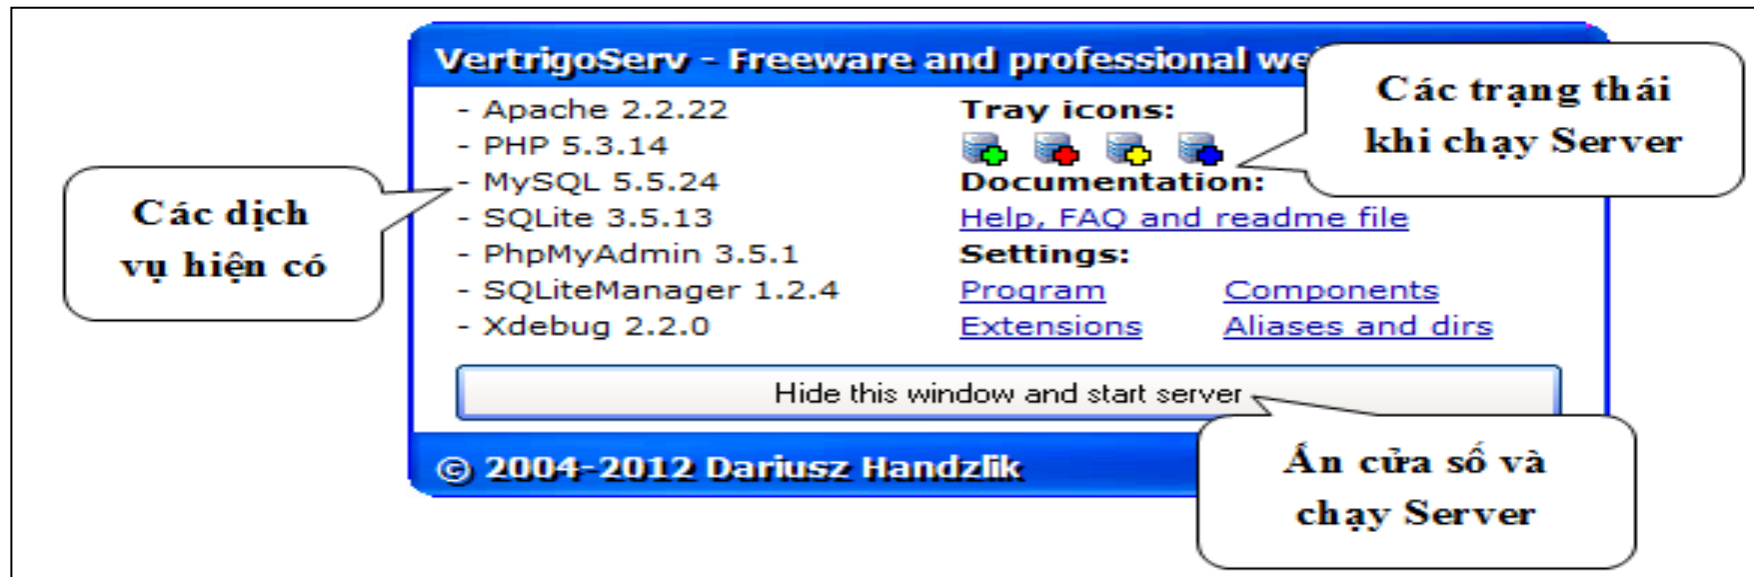 VertrigoServ - Freeware and professional we
- Apache 2.2.22
- PHP 5.3.14
- MySQL 5.5.24
- SQLite 3.5.13
- PhpMyAdmin 3.5.1
- SQLiteManager 1.2.4
- Xdebug 2.2.0
Tray icons:
Documentation:
Help, FAQ and readme file
Settings:
Program Components
Extensions Aliases and dirs
Hide this window and start server
© 2004-2012 Dariusz Handzlik
Các dịch
vụ hiện có
Các trạng thái
khi chạy Server
Ẩn cửa sổ và
chạy Server